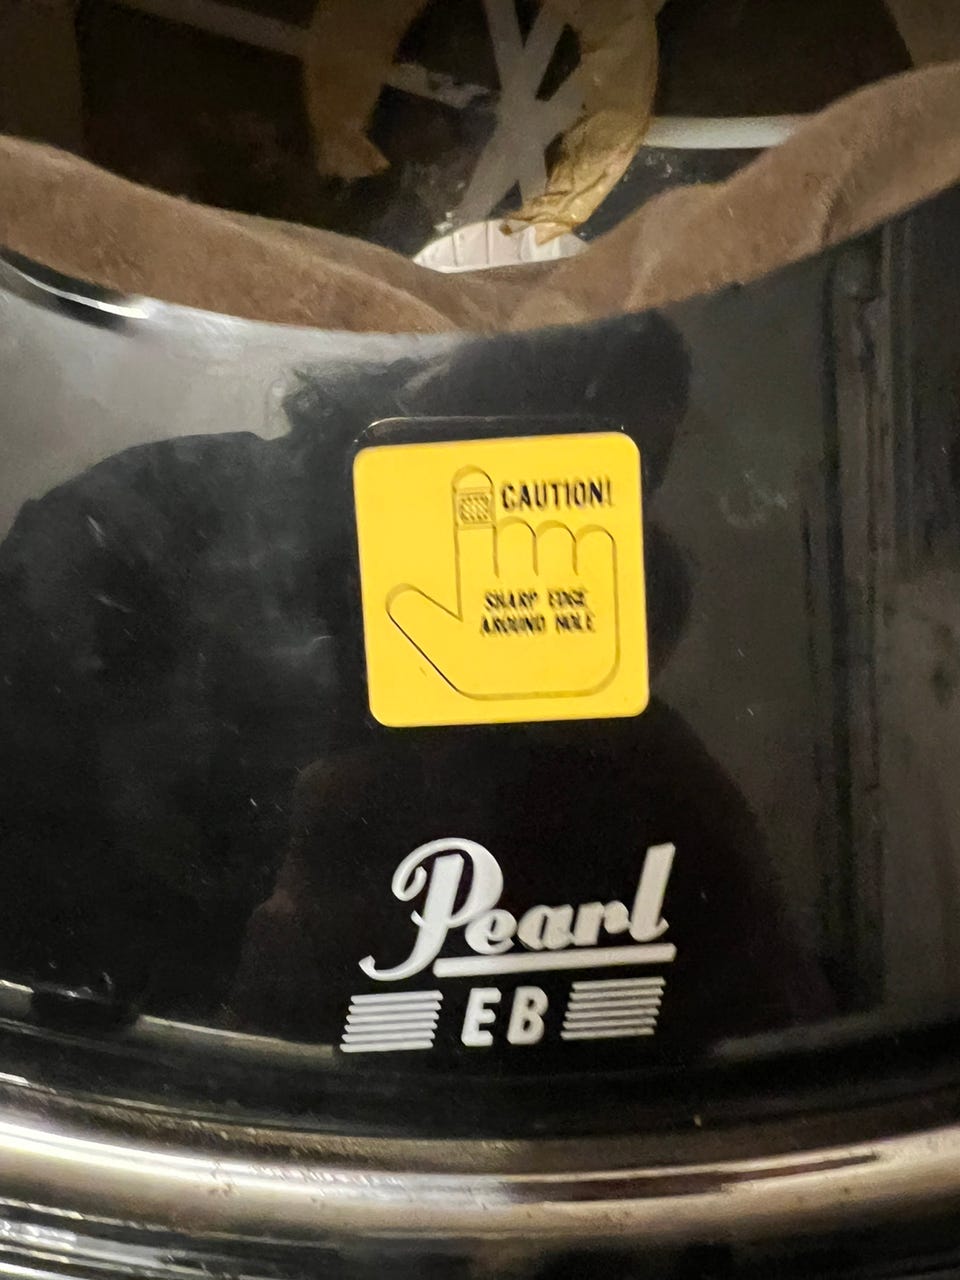 CAUTION!
SHARP EDGE
AROUND HOLE
Pearl
EB